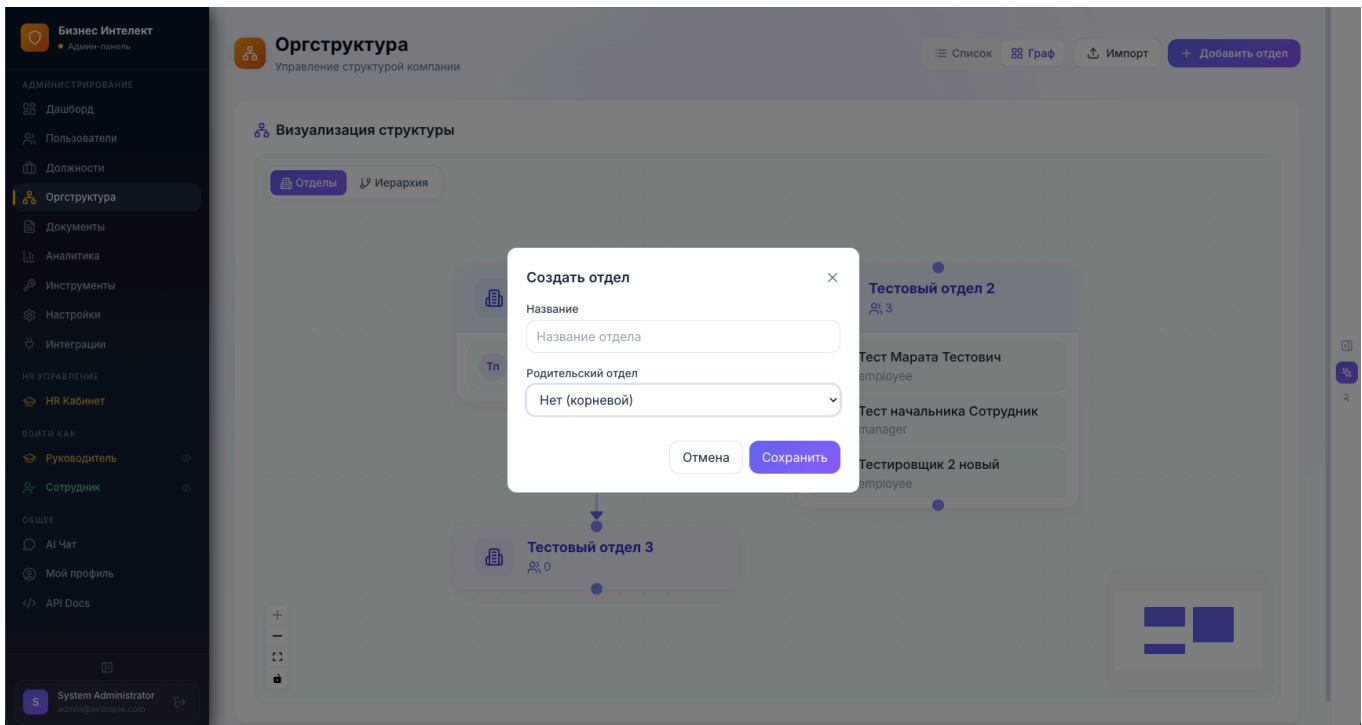 Бизнес Интелект
Админ-панель
АДМИНИСТРИРОВАНИЕ
Дашборд
Пользователи
Должности
Оргструктура
Документы
Аналитика
Инструменты
Настройки
Интеграции
HR УПРАВЛЕНИЕ
HR Кабинет
ВОЙТИ КАК
Руководитель
Сотрудник
ОБЩЕЕ
AI Чат
Мой профиль
API Docs
S
System Administrator
admin@example.com
Оргструктура
Управление структурой компании
Список
Граф
Импорт
+ Добавить отдел
Визуализация структуры
Отделы
Иерархия
Создать отдел
Название
Название отдела
Родительский отдел
Нет (корневой)
Отмена
Сохранить
Тп
Тестовый отдел 2
3
Тест Марата Тестович
employee
Тест начальника Сотрудник
manager
Тестировщик 2 новый
employee
Тестовый отдел 3
0
AI